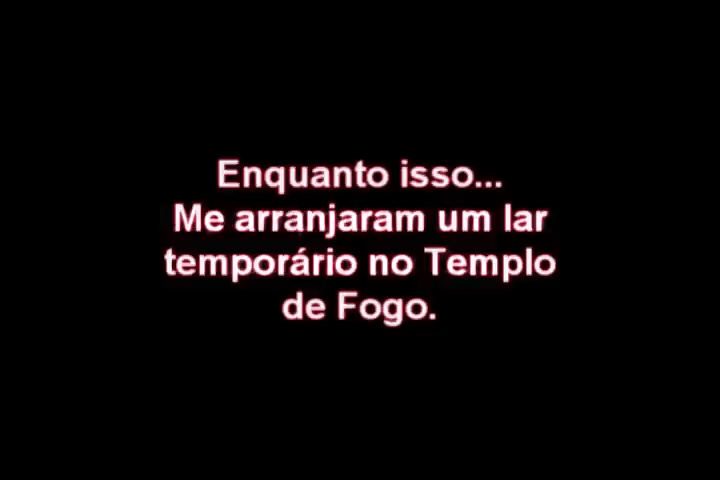 Enquanto isso...
Me arranjaram um lar
temporário no Templo
de Fogo.